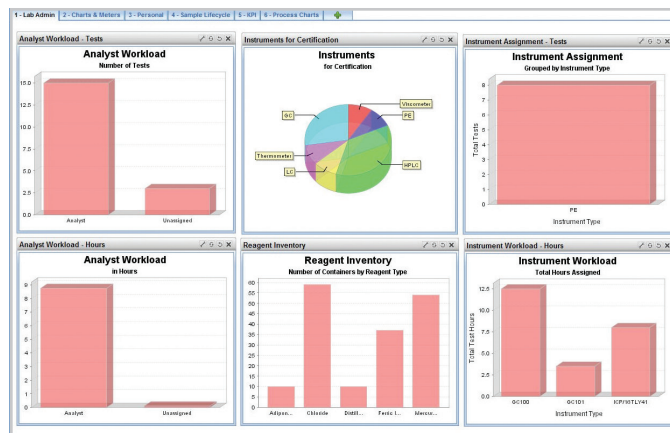 1 - Lab Admin 2 - Charts & Meters 3 - Personal 4 - Sample Lifecycle 5 - KPI 6 - Process Charts
Analyst Workload - Tests
Analyst Workload
Number of Tests
15.0
12.5
10.0
7.5
5.0
2.5
0.0
Analyst Unassigned
Instruments for Certification
Instruments
for Certification
GC
Viscometer
PE
Thermometer
LC
HPLC
Instrument Assignment - Tests
Instrument Assignment
Grouped by Instrument Type
Total Tests
8
7
6
5
4
3
2
1
0
PE
Instrument Type
Analyst Workload - Hours
Analyst Workload
in Hours
9
8
7
6
5
4
3
2
1
0
Analyst Unassigned
Reagent Inventory
Reagent Inventory
Number of Containers by Reagent Type
60
55
50
45
40
35
30
25
20
15
10
5
0
Adipon... Chloride Distill... Ferric I... Mercur...
Instrument Workload - Hours
Instrument Workload
Total Hours Assigned
Total Test Hours
12.5
10.0
7.5
5.0
2.5
0.0
GC100 GC101
Instrument Type